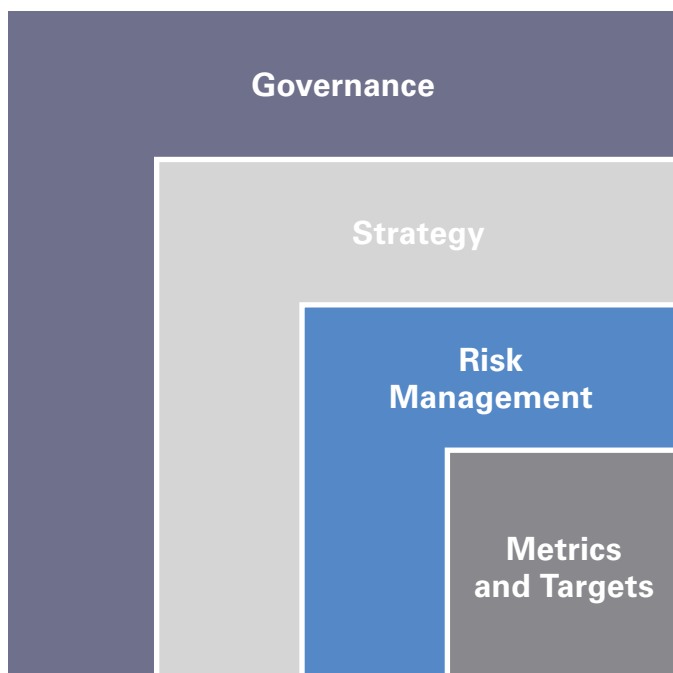 Governance
Strategy
Risk
Management
Metrics
and Targets